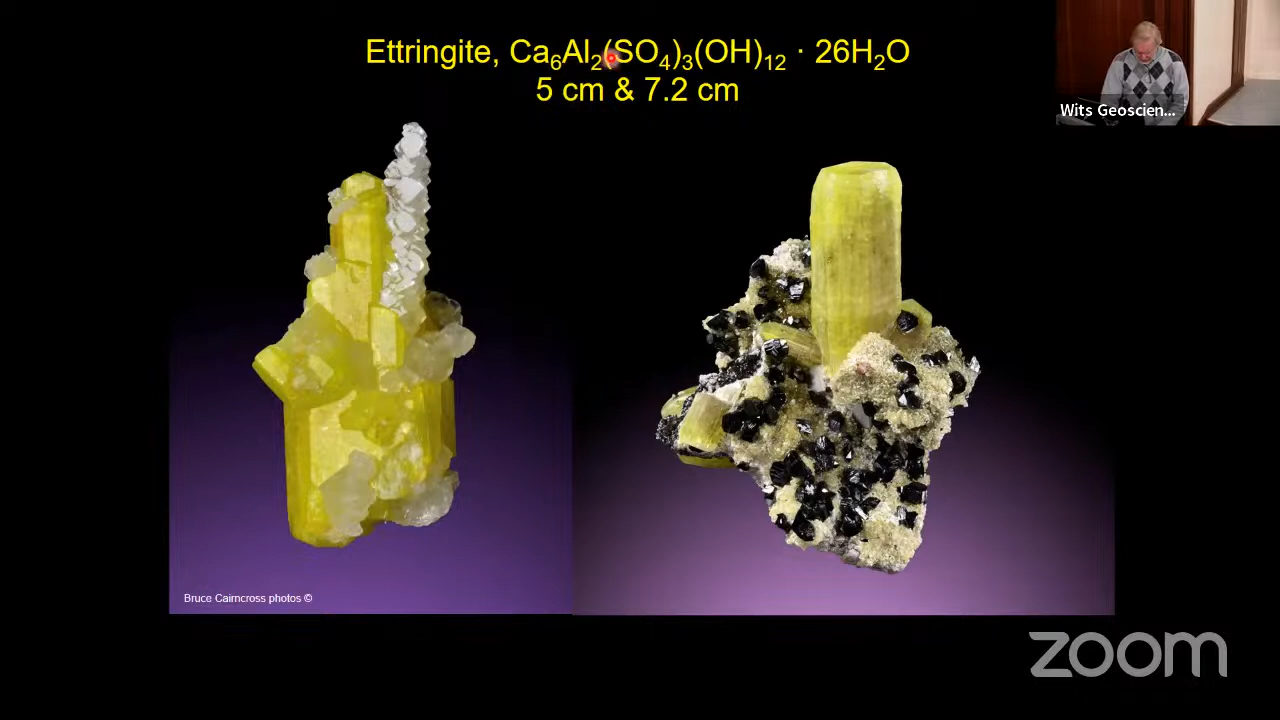 Ettringite, Ca₆Al₂(SO₄)₃(OH)₁₂ · 26H₂O
5 cm & 7.2 cm
Wits Geoscien...
Bruce Cairncross photos ©
zoom